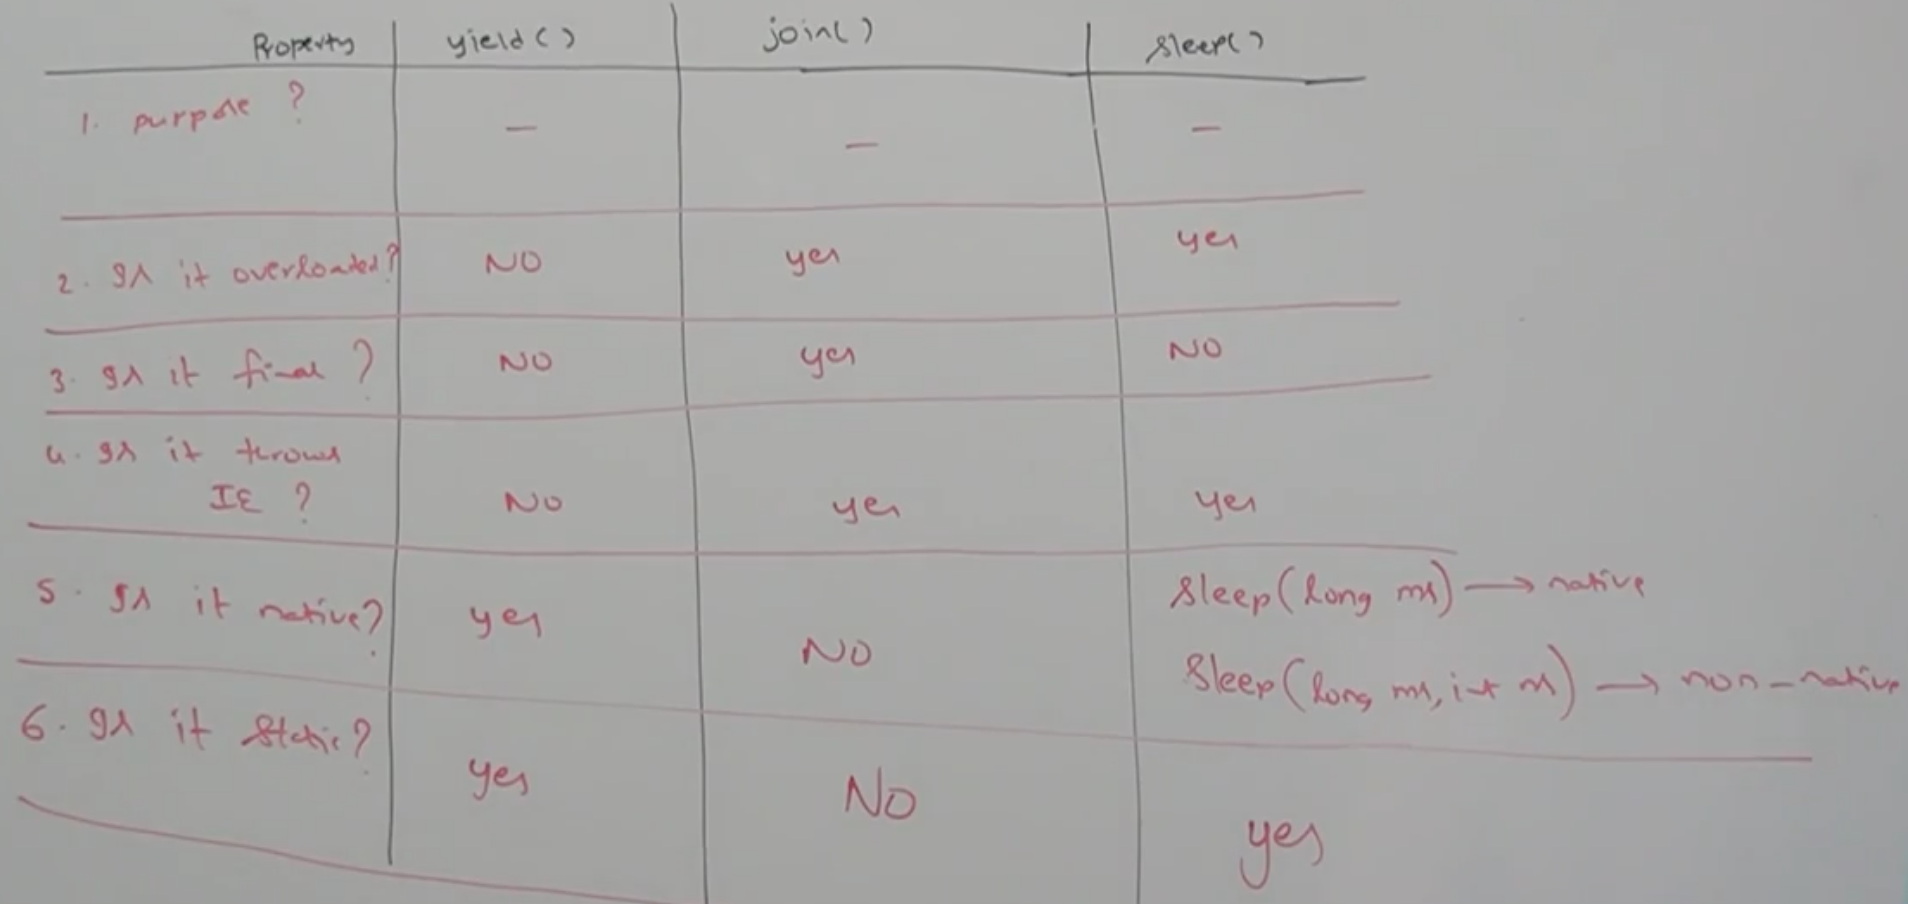 Property yield() join() sleep()
1. purpose ? — — —
2. Is it overloaded? NO yes yes
3. Is it final ? NO yes NO
4. Is it throws
IE ? NO yes yes
5. Is it native? yes NO sleep(long ms) → native
sleep(long ms, int ns) → non-native
6. Is it static? yes NO yes